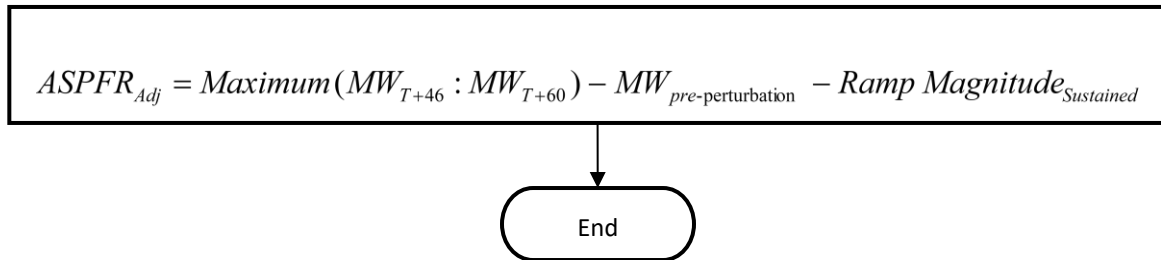 ASPFR_Adj = Maximum(MW_T+46 : MW_T+60) − MW_pre-perturbation − Ramp Magnitude_Sustained
End